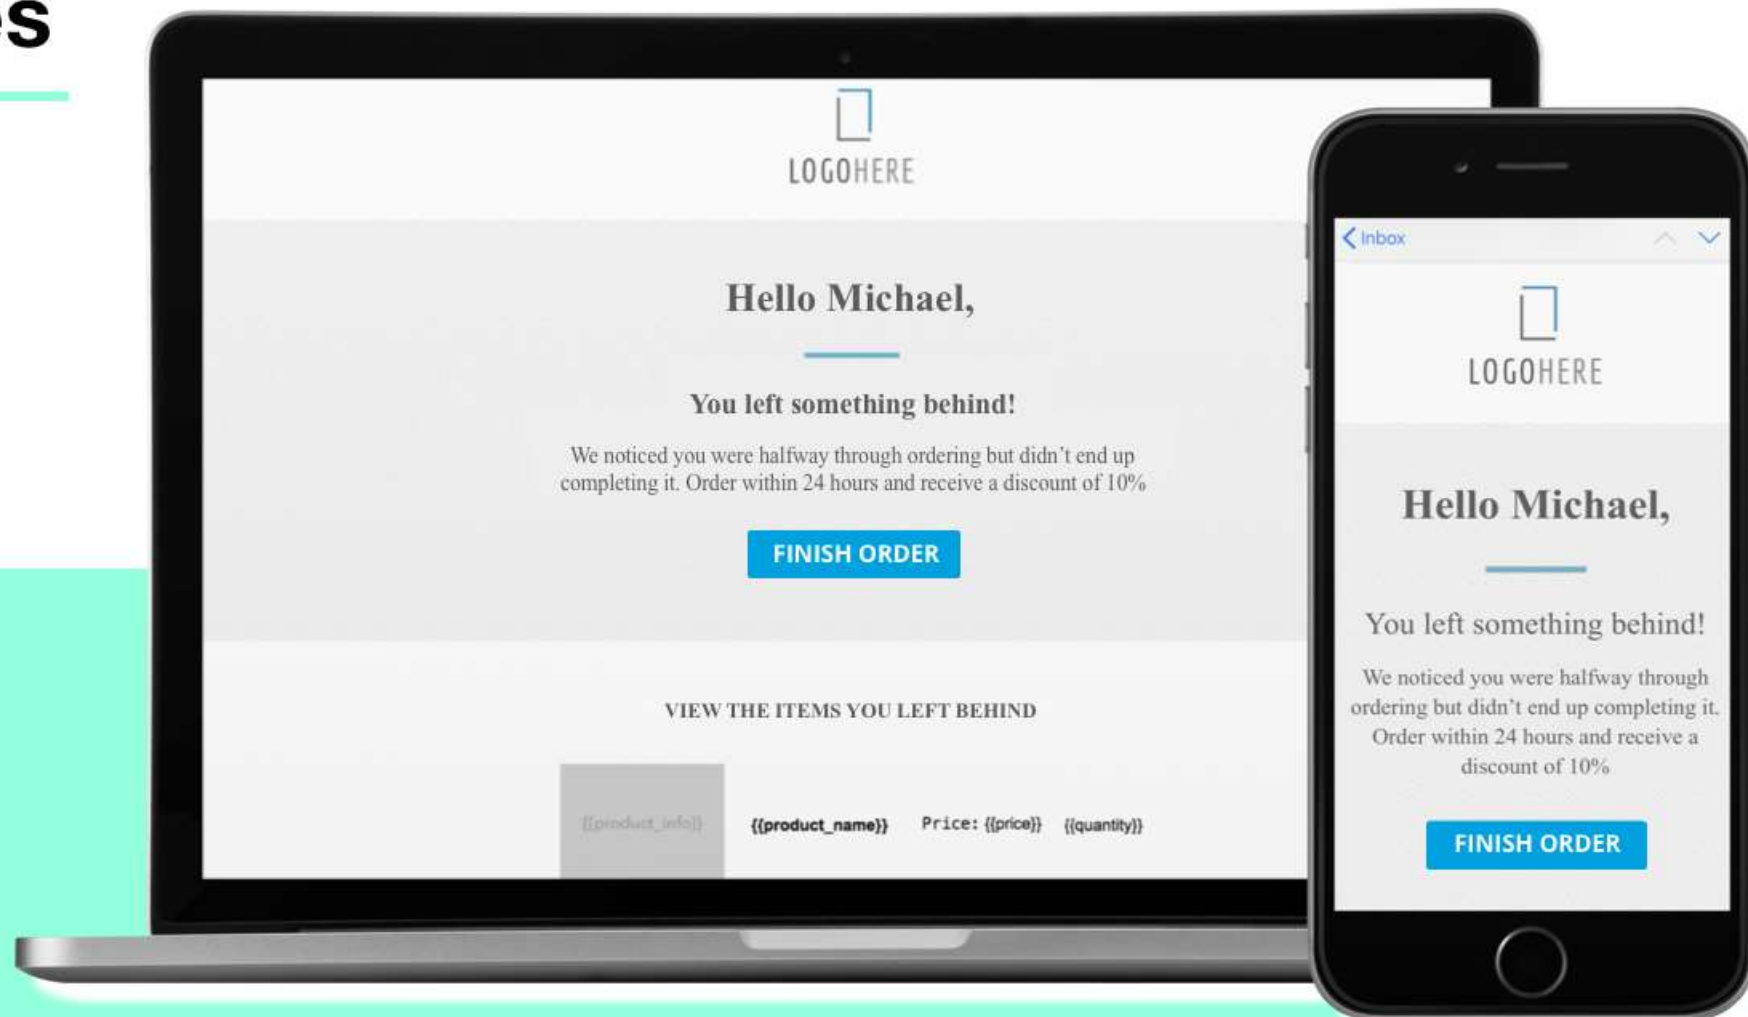 es
LOGOHERE
Hello Michael,
You left something behind!
We noticed you were halfway through ordering but didn’t end up
completing it. Order within 24 hours and receive a discount of 10%
FINISH ORDER
VIEW THE ITEMS YOU LEFT BEHIND
{{product_info}} {{product_name}} Price: {{price}} {{quantity}}
Inbox
LOGOHERE
Hello Michael,
You left something behind!
We noticed you were halfway through
ordering but didn’t end up completing it.
Order within 24 hours and receive a
discount of 10%
FINISH ORDER